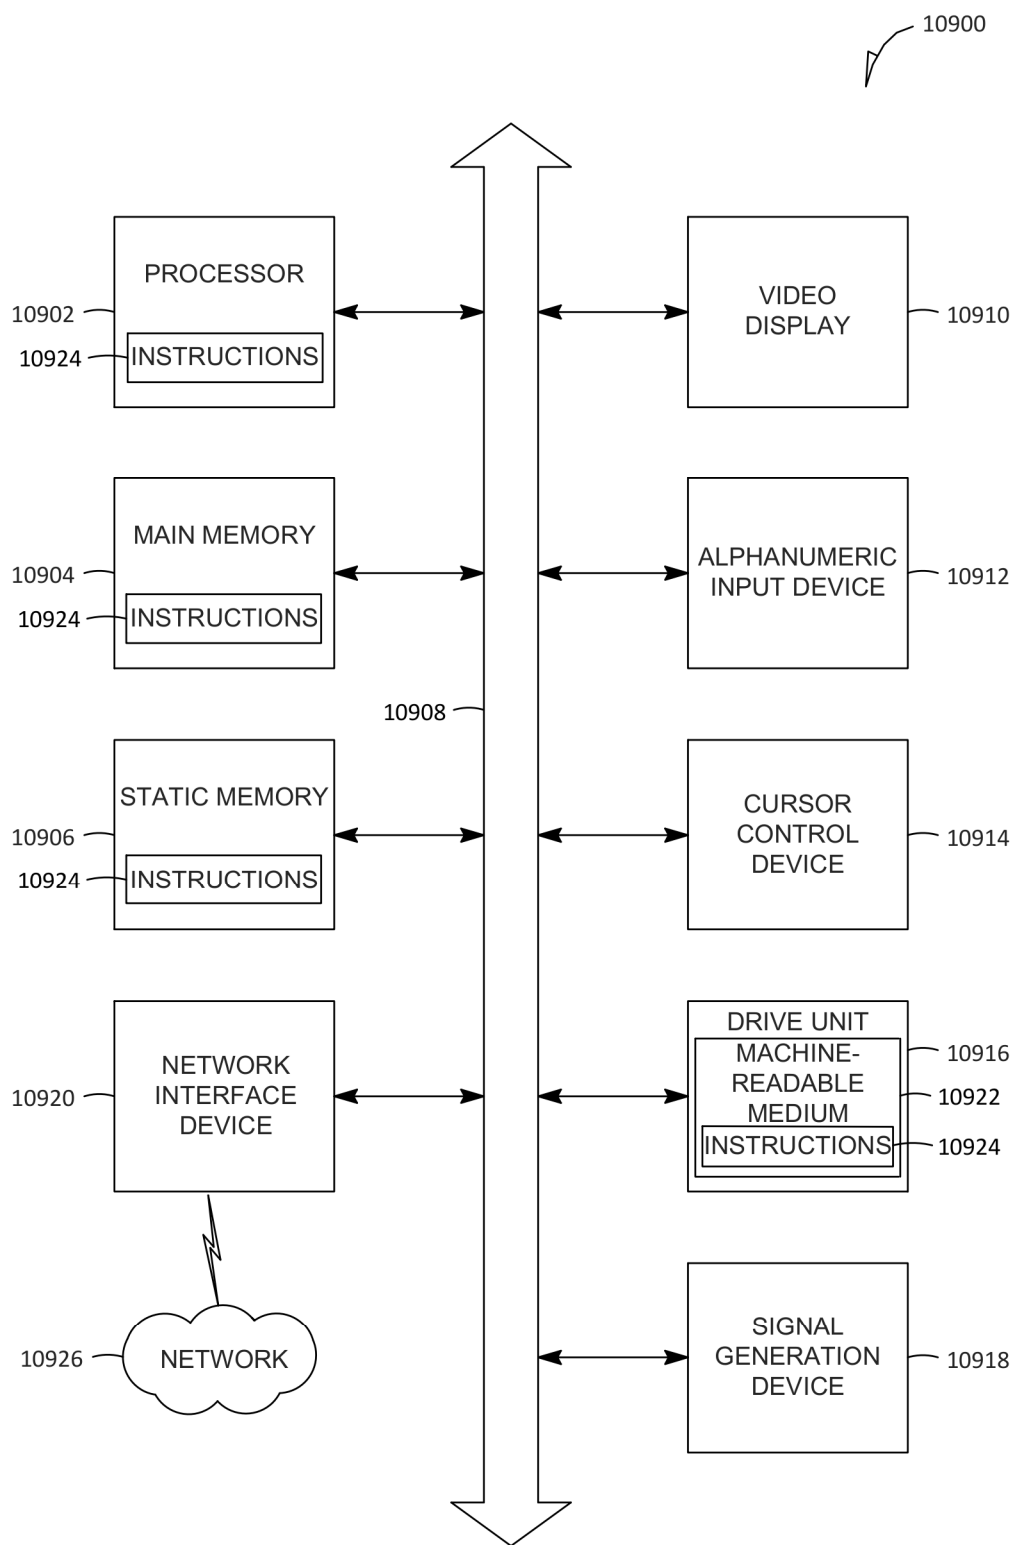 10900
PROCESSOR
10902
10924
INSTRUCTIONS
VIDEO
DISPLAY
10910
MAIN MEMORY
10904
10924
INSTRUCTIONS
ALPHANUMERIC
INPUT DEVICE
10912
10908
STATIC MEMORY
10906
10924
INSTRUCTIONS
CURSOR
CONTROL
DEVICE
10914
NETWORK
INTERFACE
DEVICE
10920
DRIVE UNIT
MACHINE-
READABLE
MEDIUM
INSTRUCTIONS
10916
10922
10924
10926
NETWORK
SIGNAL
GENERATION
DEVICE
10918